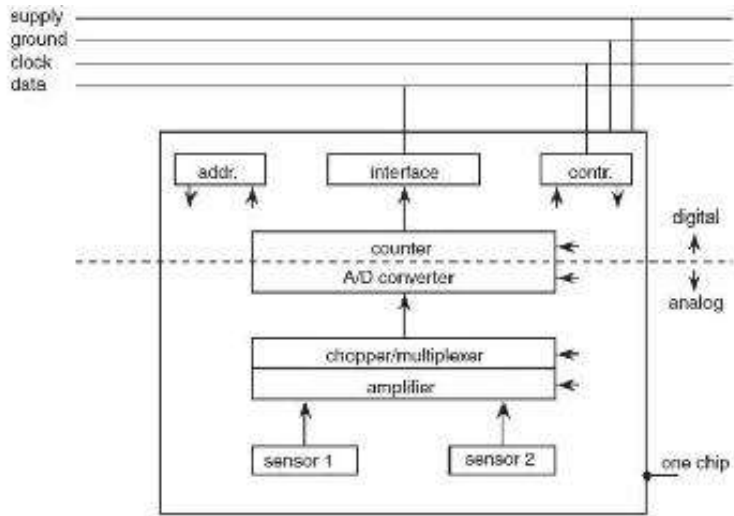 supply
ground
clock
data
addr.
interface
contr.
digital
counter
A/D converter
analog
chopper/multiplexer
amplifier
sensor 1
sensor 2
one chip